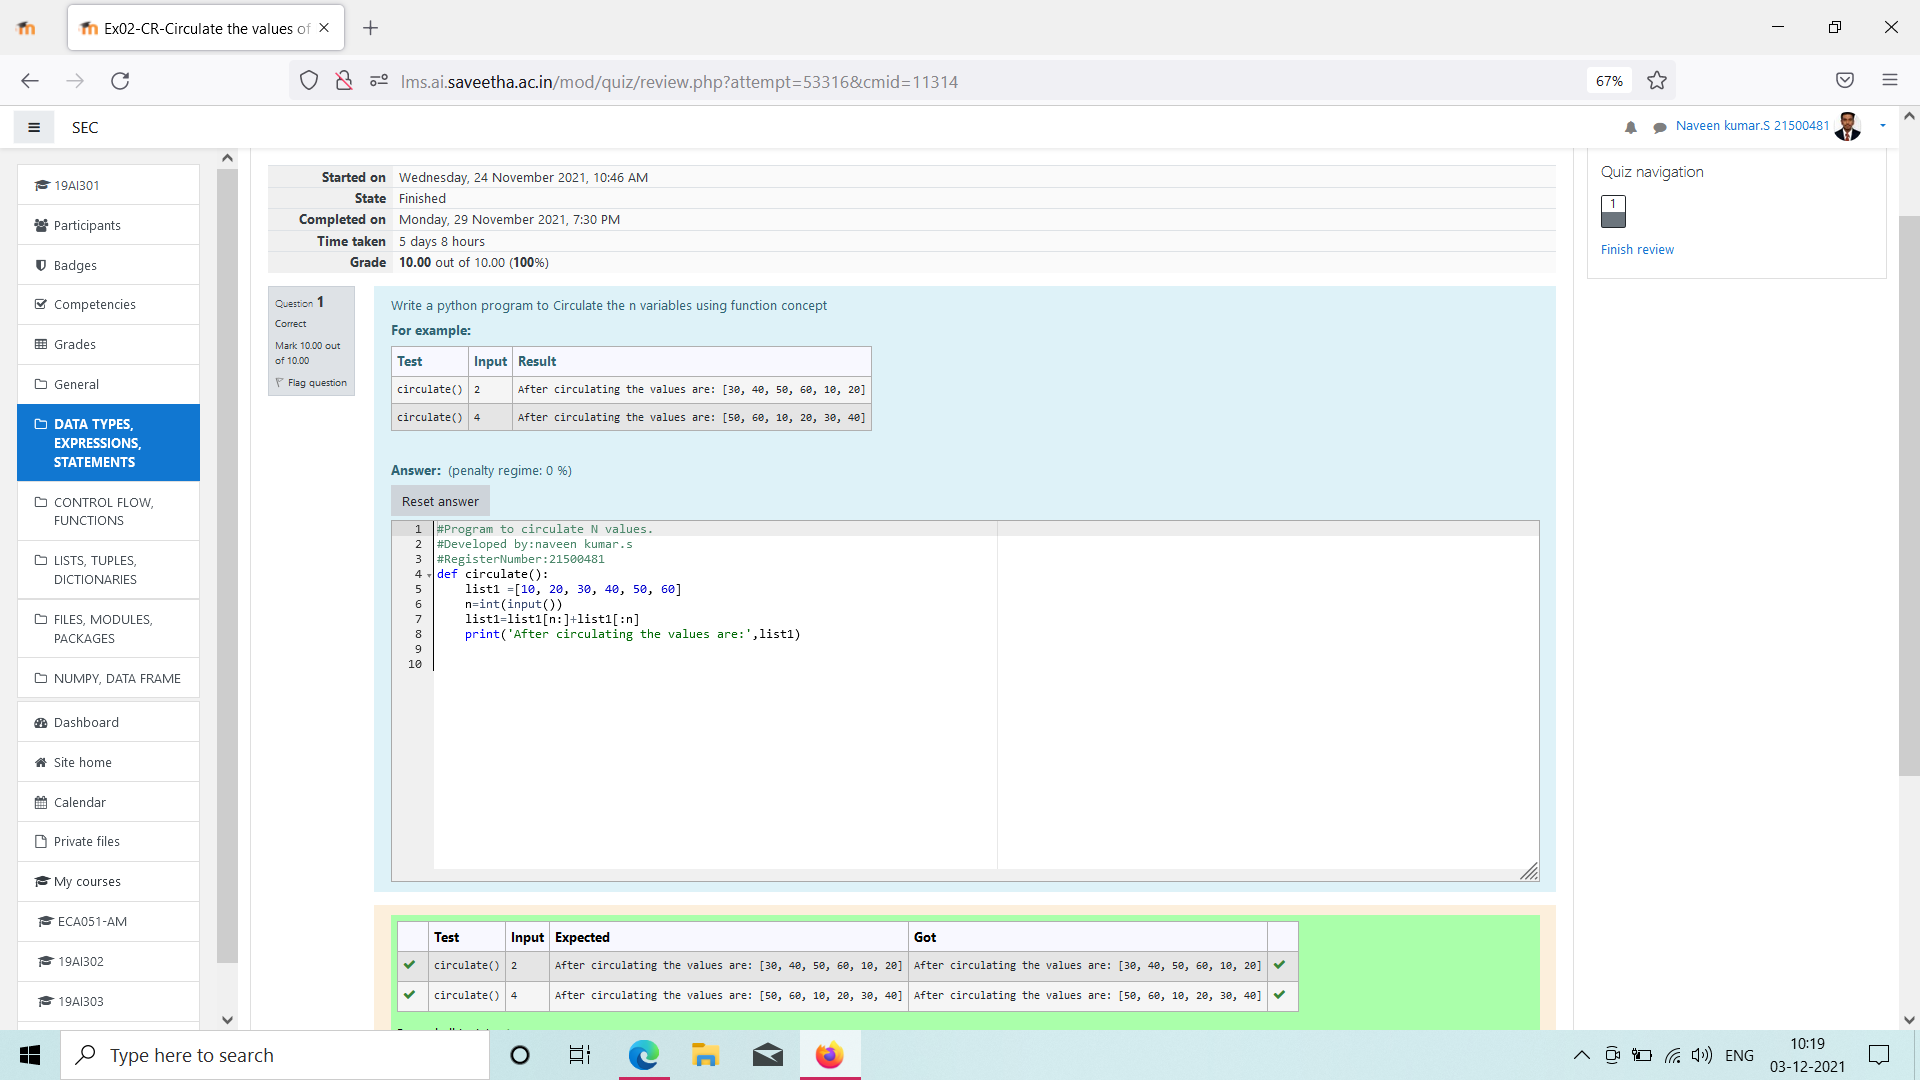 Ex02-CR-Circulate the values of
lms.ai.saveetha.ac.in/mod/quiz/review.php?attempt=53316&cmid=11314
67%
SEC
Naveen kumar.S 21500481
19AI301
Participants
Badges
Competencies
Grades
General
DATA TYPES,
EXPRESSIONS,
STATEMENTS
CONTROL FLOW,
FUNCTIONS
LISTS, TUPLES,
DICTIONARIES
FILES, MODULES,
PACKAGES
NUMPY, DATA FRAME
Dashboard
Site home
Calendar
Private files
My courses
ECA051-AM
19AI302
19AI303
Started on Wednesday, 24 November 2021, 10:46 AM
State Finished
Completed on Monday, 29 November 2021, 7:30 PM
Time taken 5 days 8 hours
Grade 10.00 out of 10.00 (100%)
Question 1
Correct
Mark 10.00 out
of 10.00
Flag question
Write a python program to Circulate the n variables using function concept
For example:
Test Input Result
circulate() 2 After circulating the values are: [30, 40, 50, 60, 10, 20]
circulate() 4 After circulating the values are: [50, 60, 10, 20, 30, 40]
Answer: (penalty regime: 0 %)
Reset answer
1 #Program to circulate N values.
2 #Developed by:naveen kumar.s
3 #RegisterNumber:21500481
4 def circulate():
5 list1 =[10, 20, 30, 40, 50, 60]
6 n=int(input())
7 list1=list1[n:]+list1[:n]
8 print('After circulating the values are:',list1)
9
10
Test Input Expected Got
circulate() 2 After circulating the values are: [30, 40, 50, 60, 10, 20] After circulating the values are: [30, 40, 50, 60, 10, 20]
circulate() 4 After circulating the values are: [50, 60, 10, 20, 30, 40] After circulating the values are: [50, 60, 10, 20, 30, 40]
Quiz navigation
1
Finish review
Type here to search
ENG
10:19
03-12-2021